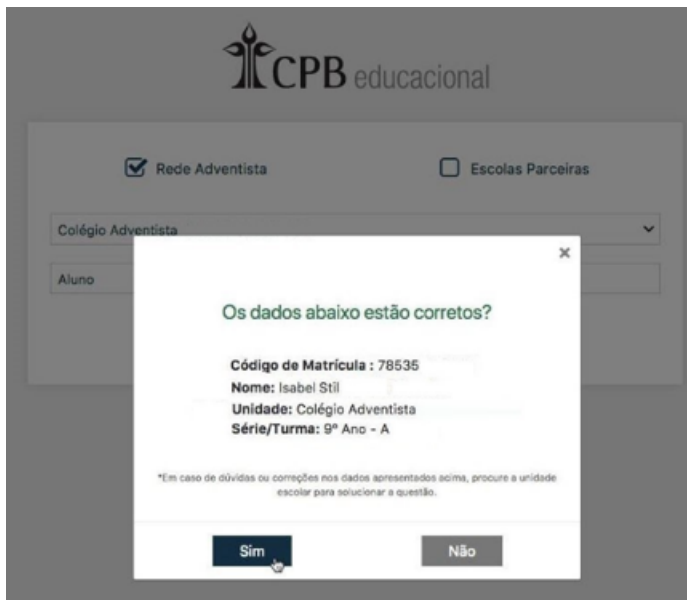 CPB educacional
Rede Adventista
Escolas Parceiras
Colégio Adventista
Aluno
×
Os dados abaixo estão corretos?
Código de Matrícula : 78535
Nome: Isabel Stil
Unidade: Colégio Adventista
Série/Turma: 9º Ano - A
*Em caso de dúvidas ou correções nos dados apresentados acima, procure a unidade
escolar para solucionar a questão.
Sim
Não